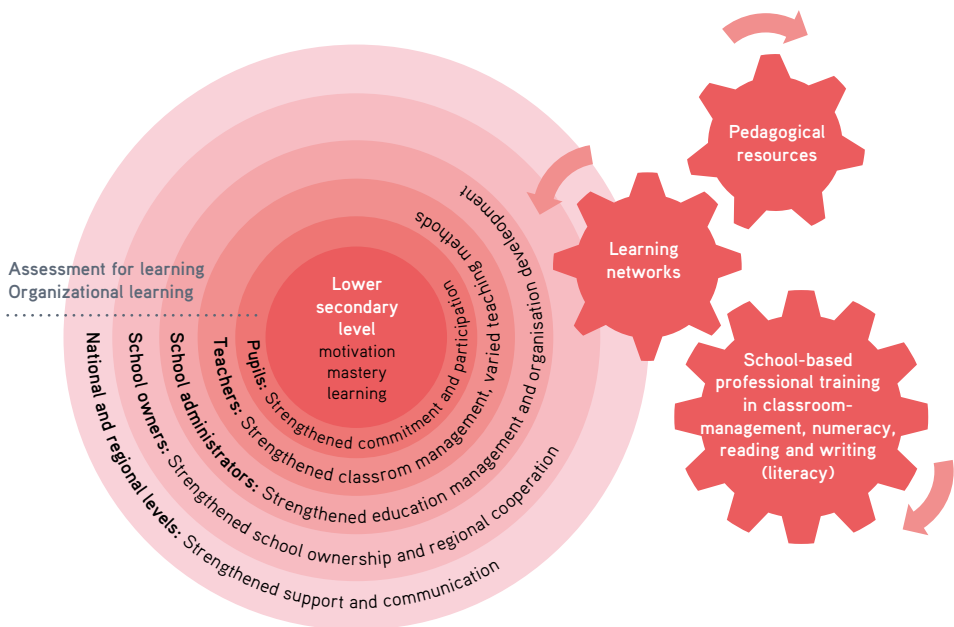 Assessment for learning
Organizational learning
Lower
secondary
level
motivation
mastery
learning
Pupils: Strengthened commitment and participation
Teachers: Strengthened classrom management, varied teaching methods
School administrators: Strengthened education management and organisiation develeopment
School owners: Strengthened school ownership and regional cooperation
National and regional levels: Strengthened support and communication
Learning
networks
Pedagogical
resources
School-based
professional training
in classroom-
management, numeracy,
reading and writing
(literacy)